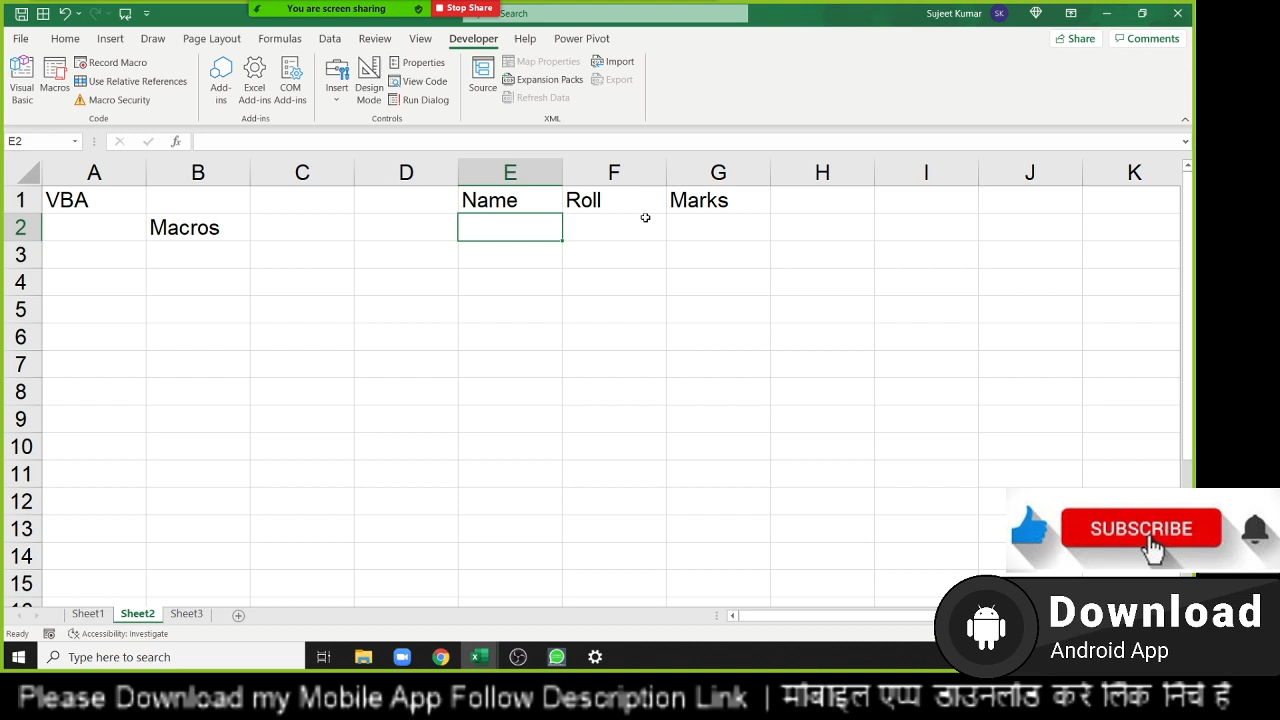 You are screen sharing
Stop Share
Search
Sujeet Kumar
SK
File Home Insert Draw Page Layout Formulas Data Review View Developer Help Power Pivot
Share
Comments
Visual Basic
Macros
Record Macro
Use Relative References
Macro Security
Code
Add-ins
Excel Add-ins
COM Add-ins
Add-ins
Insert
Design Mode
Properties
View Code
Run Dialog
Controls
Source
Map Properties
Expansion Packs
Refresh Data
Import
Export
XML
E2
fx
A B C D E F G H I J K
1 VBA Name Roll Marks
2 Macros
3
4
5
6
7
8
9
10
11
12
13
14
15
SUBSCRIBE
Sheet1 Sheet2 Sheet3
Ready
Accessibility: Investigate
Download
Android App
Type here to search
Please Download my Mobile App Follow Description Link | मोबाइल एप्प डाउनलोड करे लिंक निचे है